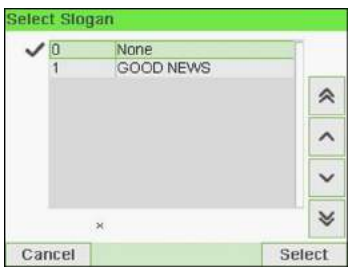 Select Slogan
0 None
1 GOOD NEWS
×
Cancel Select